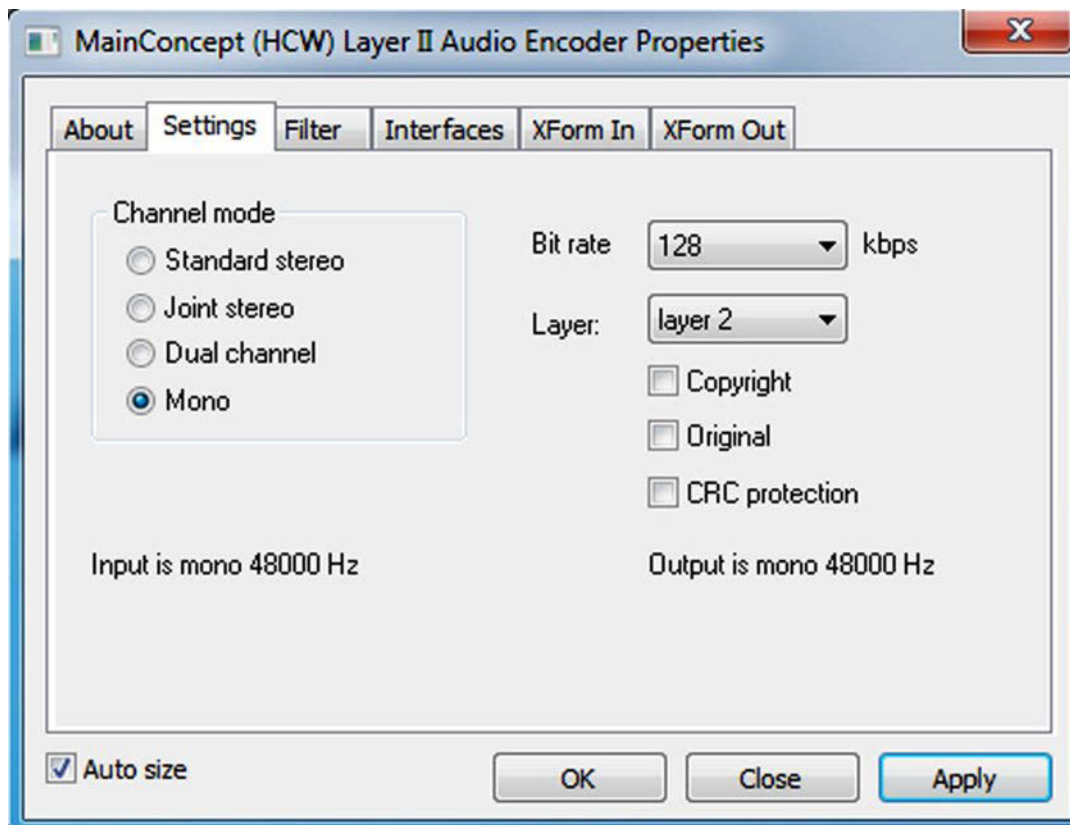 MainConcept (HCW) Layer II Audio Encoder Properties
About Settings Filter Interfaces XForm In XForm Out
Channel mode
Standard stereo
Joint stereo
Dual channel
Mono
Bit rate 128 kbps
Layer: layer 2
Copyright
Original
CRC protection
Input is mono 48000 Hz
Output is mono 48000 Hz
Auto size
OK Close Apply